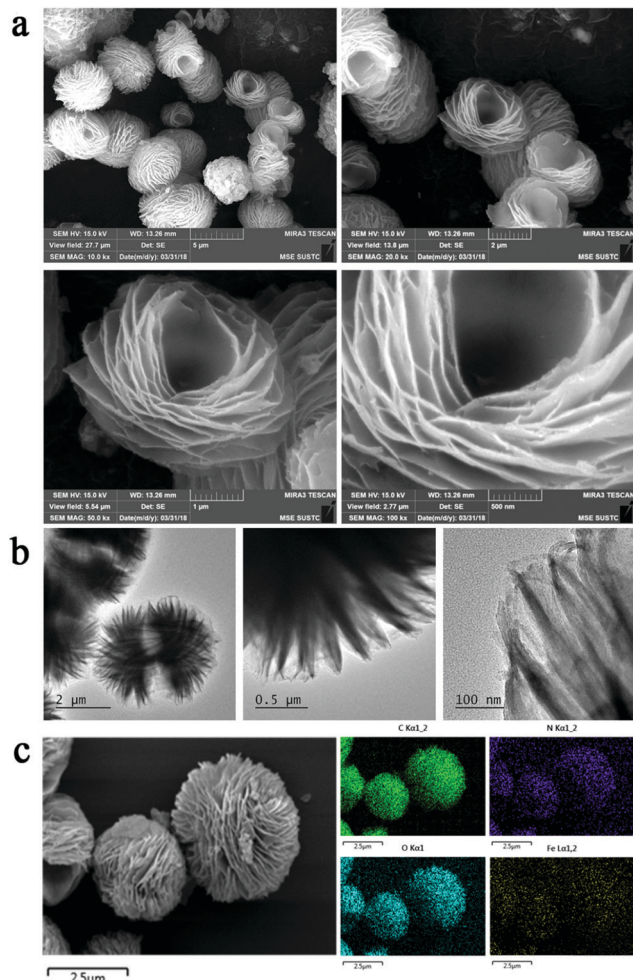 a
SEM HV: 15.0 kV WD: 13.26 mm MIRA3 TESCAN
View field: 27.7 µm Det: SE 5 µm
SEM MAG: 10.0 kx Date(m/d/y): 03/31/18 MSE SUSTC
SEM HV: 15.0 kV WD: 13.26 mm MIRA3 TESCAN
View field: 13.8 µm Det: SE 2 µm
SEM MAG: 20.0 kx Date(m/d/y): 03/31/18 MSE SUSTC
SEM HV: 15.0 kV WD: 13.26 mm MIRA3 TESCAN
View field: 5.54 µm Det: SE 1 µm
SEM MAG: 50.0 kx Date(m/d/y): 03/31/18 MSE SUSTC
SEM HV: 15.0 kV WD: 13.26 mm MIRA3 TESCAN
View field: 2.77 µm Det: SE 500 nm
SEM MAG: 100 kx Date(m/d/y): 03/31/18 MSE SUSTC
b
2 µm
0.5 µm
100 nm
c
2.5µm
C Kα1_2
2.5µm
N Kα1_2
2.5µm
O Kα1
2.5µm
Fe Lα1,2
2.5µm